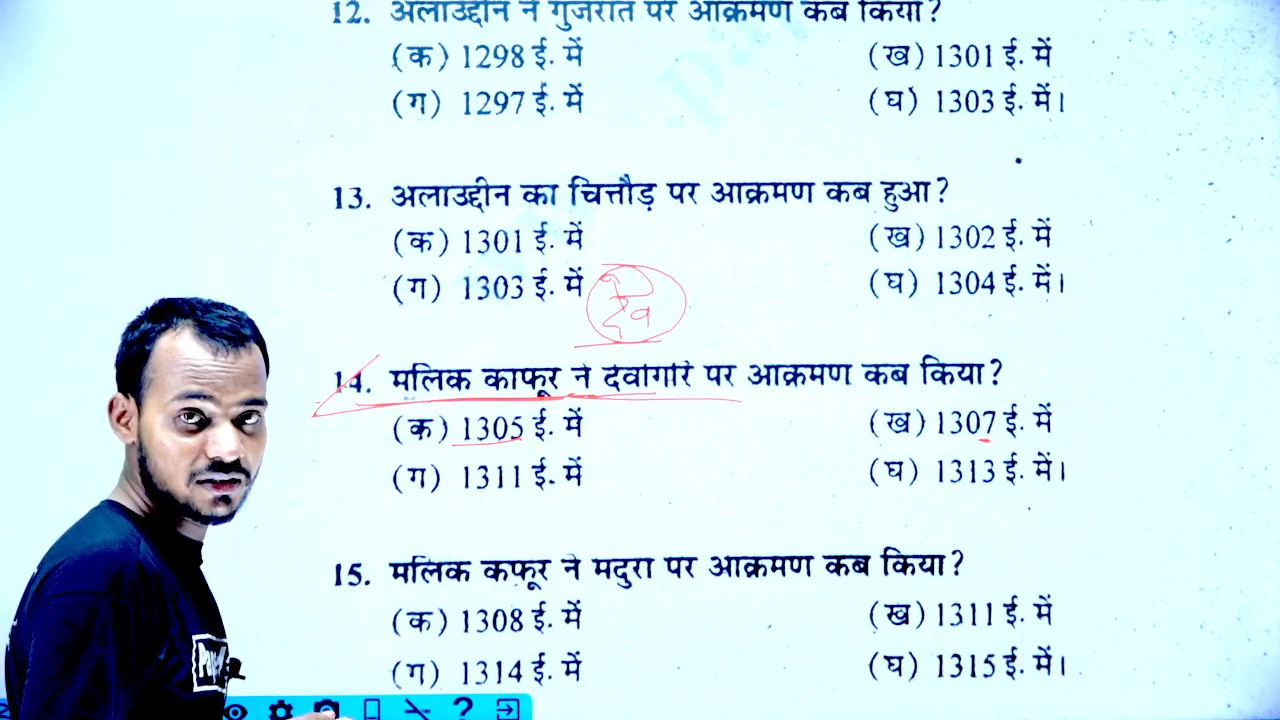 12. अलाउद्दीन ने गुजरात पर आक्रमण कब किया?
(क) 1298 ई. में (ख) 1301 ई. में
(ग) 1297 ई. में (घ) 1303 ई. में।
13. अलाउद्दीन का चित्तौड़ पर आक्रमण कब हुआ?
(क) 1301 ई. में (ख) 1302 ई. में
(ग) 1303 ई. में (घ) 1304 ई. में।
14. मलिक काफूर ने देवगिरि पर आक्रमण कब किया?
(क) 1305 ई. में (ख) 1307 ई. में
(ग) 1311 ई. में (घ) 1313 ई. में।
15. मलिक कफूर ने मदुरा पर आक्रमण कब किया?
(क) 1308 ई. में (ख) 1311 ई. में
(ग) 1314 ई. में (घ) 1315 ई. में।